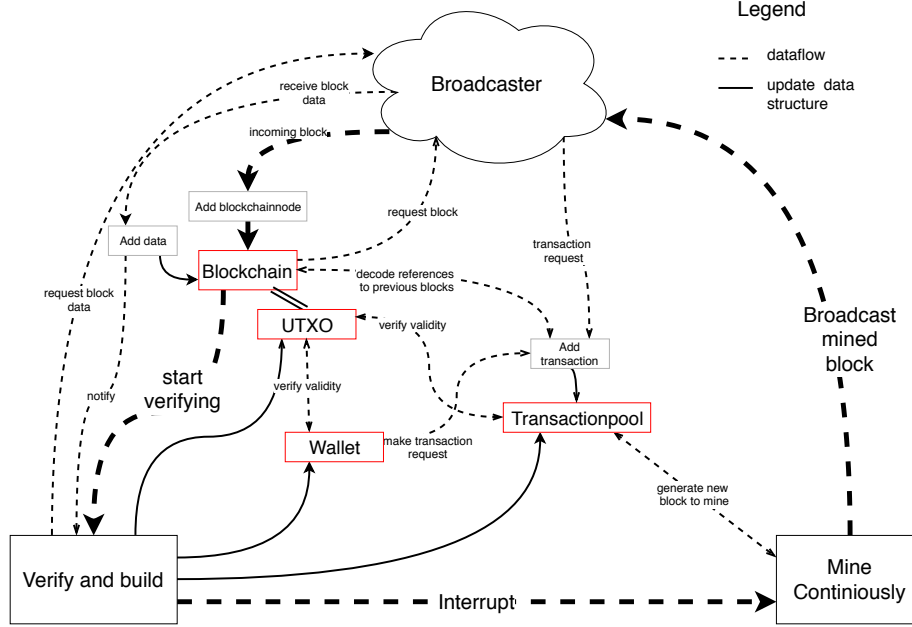 Legend
dataflow
update data
structure
Broadcaster
receive block
data
incoming block
Add blockchainnode
request block
Add data
Blockchain
transaction
request
decode references
to previous blocks
request block
data
UTXO
verify validity
Broadcast
mined
block
Add
transaction
start
verifying
verify validity
notify
Transactionpool
Wallet
make transaction
request
generate new
block to mine
Verify and build
Mine
Continiously
Interrupt